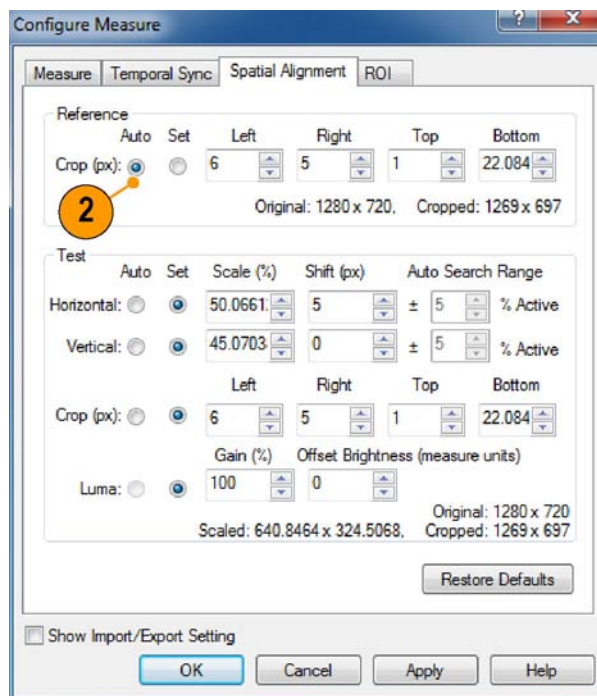 Configure Measure
Measure Temporal Sync Spatial Alignment ROI
Reference
Auto Set Left Right Top Bottom
Crop (px): 6 5 1 22.084
2
Original: 1280 x 720, Cropped: 1269 x 697
Test
Auto Set Scale (%) Shift (px) Auto Search Range
Horizontal: 50.0661: 5 ± 5 % Active
Vertical: 45.0703 0 ± 5 % Active
Left Right Top Bottom
Crop (px): 6 5 1 22.084
Gain (%) Offset Brightness (measure units)
Luma: 100 0
Original: 1280 x 720
Scaled: 640.8464 x 324.5068, Cropped: 1269 x 697
Restore Defaults
Show Import/Export Setting
OK Cancel Apply Help